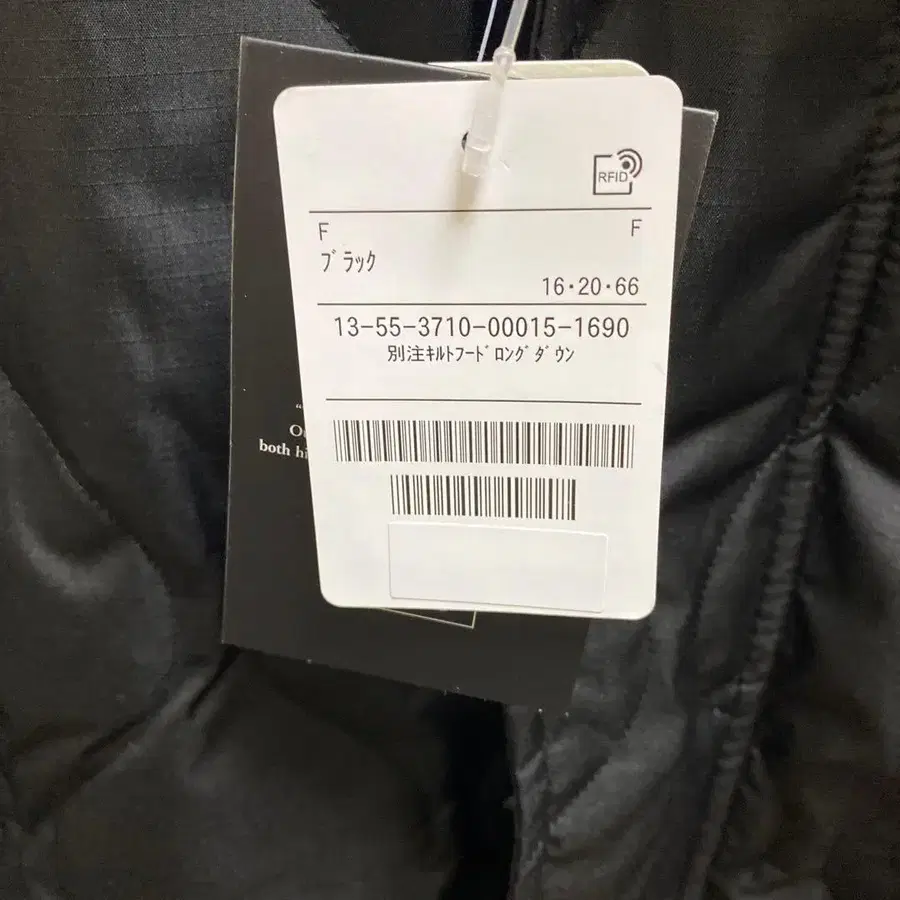 RFID
F F
ﾌﾞﾗｯｸ
16・20・66
13-55-3710-00015-1690
別注ｷﾙﾄﾌｰﾄﾞﾛﾝｸﾞﾀﾞｳﾝ
both